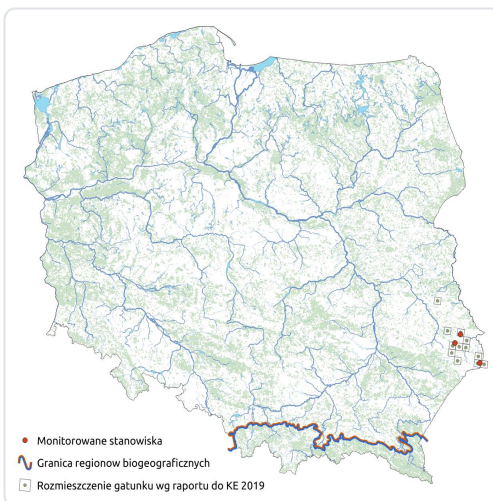 Monitorowane stanowiska
Granica regionow biogeograficznych
Rozmieszczenie gatunku wg raportu do KE 2019